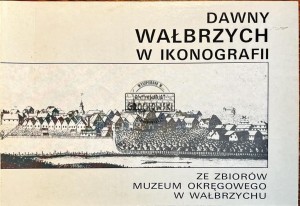 DAWNY
WAŁBRZYCH
W IKONOGRAFII
ZE ZBIORÓW
MUZEUM OKRĘGOWEGO
W WAŁBRZYCHU